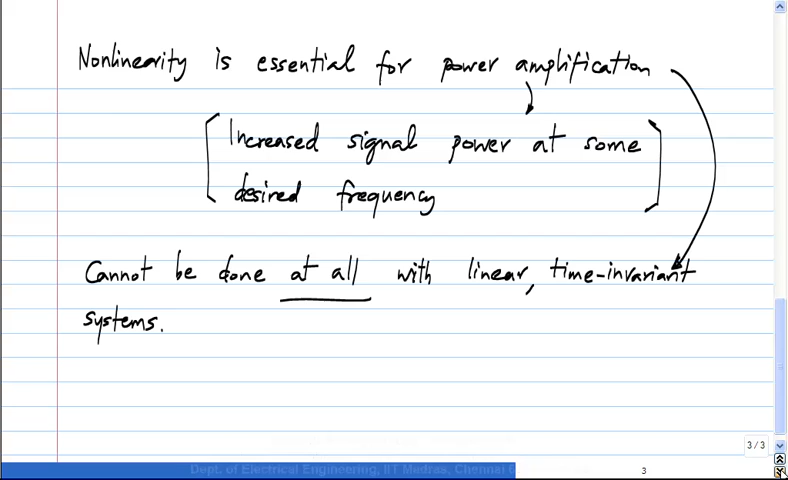 Nonlinearity is essential for power amplification
Increased signal power at some
desired frequency
Cannot be done at all with linear, time-invariant
systems.
3 / 3
Dept. of Electrical Engineering, IIT Madras, Chennai
3